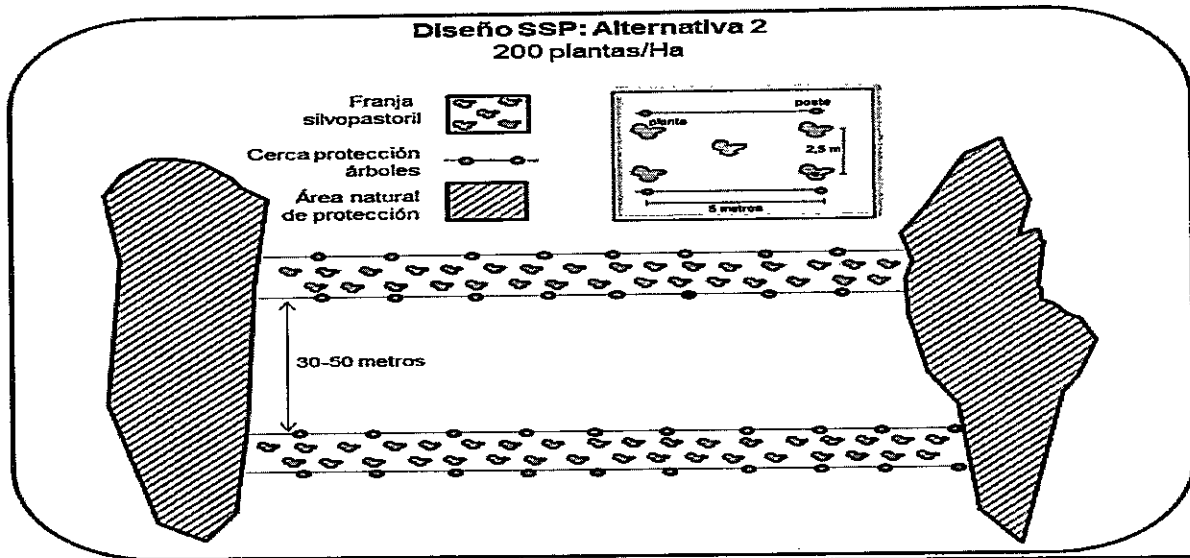 Diseño SSP: Alternativa 2
200 plantas/Ha
Franja
silvopastoril
Cerca protección
árboles
Área natural
de protección
poste
planta
2,5 m
5 metros
30-50 metros